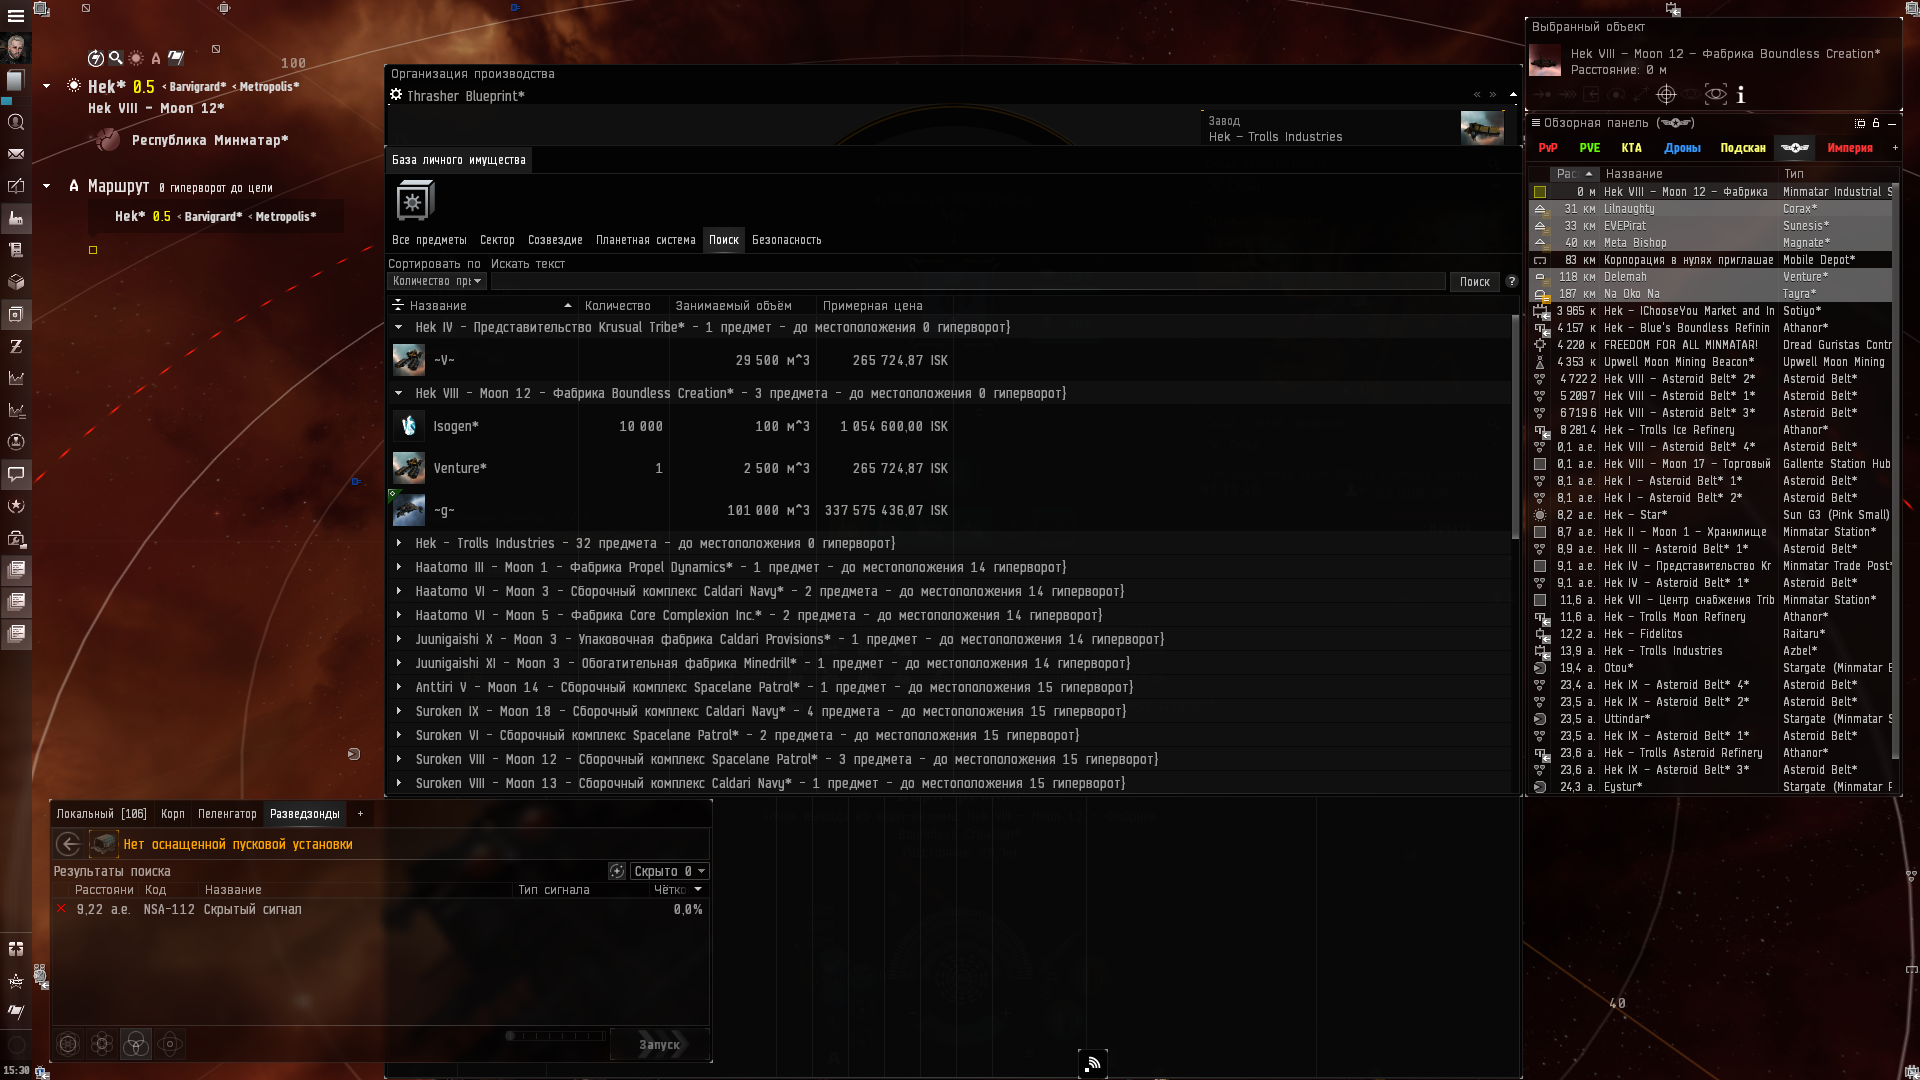 100
Hek* 0.5 < Barvigrard* < Metropolis*
Hek VIII - Moon 12*
Республика Минматар*
Маршрут 0 гиперворот до цели
Hek* 0.5 < Barvigrard* < Metropolis*
Организация производства
Thrasher Blueprint*
Завод
Hek - Trolls Industries
База личного имущества
Все предметы Сектор Созвездие Планетная система Поиск Безопасность
Сортировать по Искать текст
Количество пре Поиск ?
Название Количество Занимаемый объём Примерная цена
Hek IV - Представительство Krusual Tribe* - 1 предмет - до местоположения 0 гиперворот}
~V~ 29 500 м^3 265 724,87 ISK
Hek VIII - Moon 12 - Фабрика Boundless Creation* - 3 предмета - до местоположения 0 гиперворот}
Isogen* 10 000 100 м^3 1 054 600,00 ISK
Venture* 1 2 500 м^3 265 724,87 ISK
~g~ 101 000 м^3 337 575 436,07 ISK
Hek - Trolls Industries - 32 предмета - до местоположения 0 гиперворот}
Haatomo III - Moon 1 - Фабрика Propel Dynamics* - 1 предмет - до местоположения 14 гиперворот}
Haatomo VI - Moon 3 - Сборочный комплекс Caldari Navy* - 2 предмета - до местоположения 14 гиперворот}
Haatomo VI - Moon 5 - Фабрика Core Complexion Inc.* - 2 предмета - до местоположения 14 гиперворот}
Juunigaishi X - Moon 3 - Упаковочная фабрика Caldari Provisions* - 1 предмет - до местоположения 14 гиперворот}
Juunigaishi XI - Moon 3 - Обогатительная фабрика Minedrill* - 1 предмет - до местоположения 14 гиперворот}
Anttiri V - Moon 14 - Сборочный комплекс Spacelane Patrol* - 1 предмет - до местоположения 15 гиперворот}
Suroken IX - Moon 18 - Сборочный комплекс Caldari Navy* - 4 предмета - до местоположения 15 гиперворот}
Suroken VI - Сборочный комплекс Spacelane Patrol* - 2 предмета - до местоположения 15 гиперворот}
Suroken VIII - Moon 12 - Сборочный комплекс Spacelane Patrol* - 3 предмета - до местоположения 15 гиперворот}
Suroken VIII - Moon 13 - Сборочный комплекс Caldari Navy* - 1 предмет - до местоположения 15 гиперворот}
Локальный [106] Корп Пеленгатор Разведзонды +
Нет оснащенной пусковой установки
Результаты поиска Скрыто 0
Расстояни Код Название Тип сигнала Чётко
9,22 а.е. NSA-112 Скрытый сигнал 0,0%
Запуск
15:30
Выбранный объект
Hek VIII - Moon 12 - Фабрика Boundless Creation*
Расстояние: 0 м
Обзорная панель
PvP PVE КТА Дроны Подскан Империя +
Рас Название Тип
0 м Hek VIII - Moon 12 - Фабрика Minmatar Industrial S
31 км Lilnaughty Corax*
33 км EVEPirat Sunesis*
40 км Meta Bishop Magnate*
83 км Корпорация в нулях приглашае Mobile Depot*
118 км Delemah Venture*
187 км Na Oko Na Tayra*
3 965 к Hek - IChooseYou Market and In Sotiyo*
4 157 к Hek - Blue's Boundless Refinin Athanor*
4 220 к FREEDOM FOR ALL MINMATAR! Dread Guristas Contr
4 353 к Upwell Moon Mining Beacon* Upwell Moon Mining
4 722 2 Hek VIII - Asteroid Belt* 2* Asteroid Belt*
5 209 7 Hek VIII - Asteroid Belt* 1* Asteroid Belt*
6 719 6 Hek VIII - Asteroid Belt* 3* Asteroid Belt*
8 281 4 Hek - Trolls Ice Refinery Athanor*
0,1 а.е. Hek VIII - Asteroid Belt* 4* Asteroid Belt*
0,1 а.е. Hek VIII - Moon 17 - Торговый Gallente Station Hub
8,1 а.е. Hek I - Asteroid Belt* 1* Asteroid Belt*
8,1 а.е. Hek I - Asteroid Belt* 2* Asteroid Belt*
8,2 а.е. Hek - Star* Sun G3 (Pink Small)
8,7 а.е. Hek II - Moon 1 - Хранилище Minmatar Station*
8,9 а.е. Hek III - Asteroid Belt* 1* Asteroid Belt*
9,1 а.е. Hek IV - Представительство Kr Minmatar Trade Post*
9,1 а.е. Hek IV - Asteroid Belt* 1* Asteroid Belt*
11,6 а. Hek VII - Центр снабжения Trib Minmatar Station*
11,6 а. Hek - Trolls Moon Refinery Athanor*
12,2 а. Hek - Fidelitos Raitaru*
13,9 а. Hek - Trolls Industries Azbel*
19,4 а. Otou* Stargate (Minmatar B
23,4 а. Hek IX - Asteroid Belt* 4* Asteroid Belt*
23,5 а. Hek IX - Asteroid Belt* 2* Asteroid Belt*
23,5 а. Uttindar* Stargate (Minmatar S
23,5 а. Hek IX - Asteroid Belt* 1* Asteroid Belt*
23,6 а. Hek - Trolls Asteroid Refinery Athanor*
23,6 а. Hek IX - Asteroid Belt* 3* Asteroid Belt*
24,3 а. Eystur* Stargate (Minmatar R
40